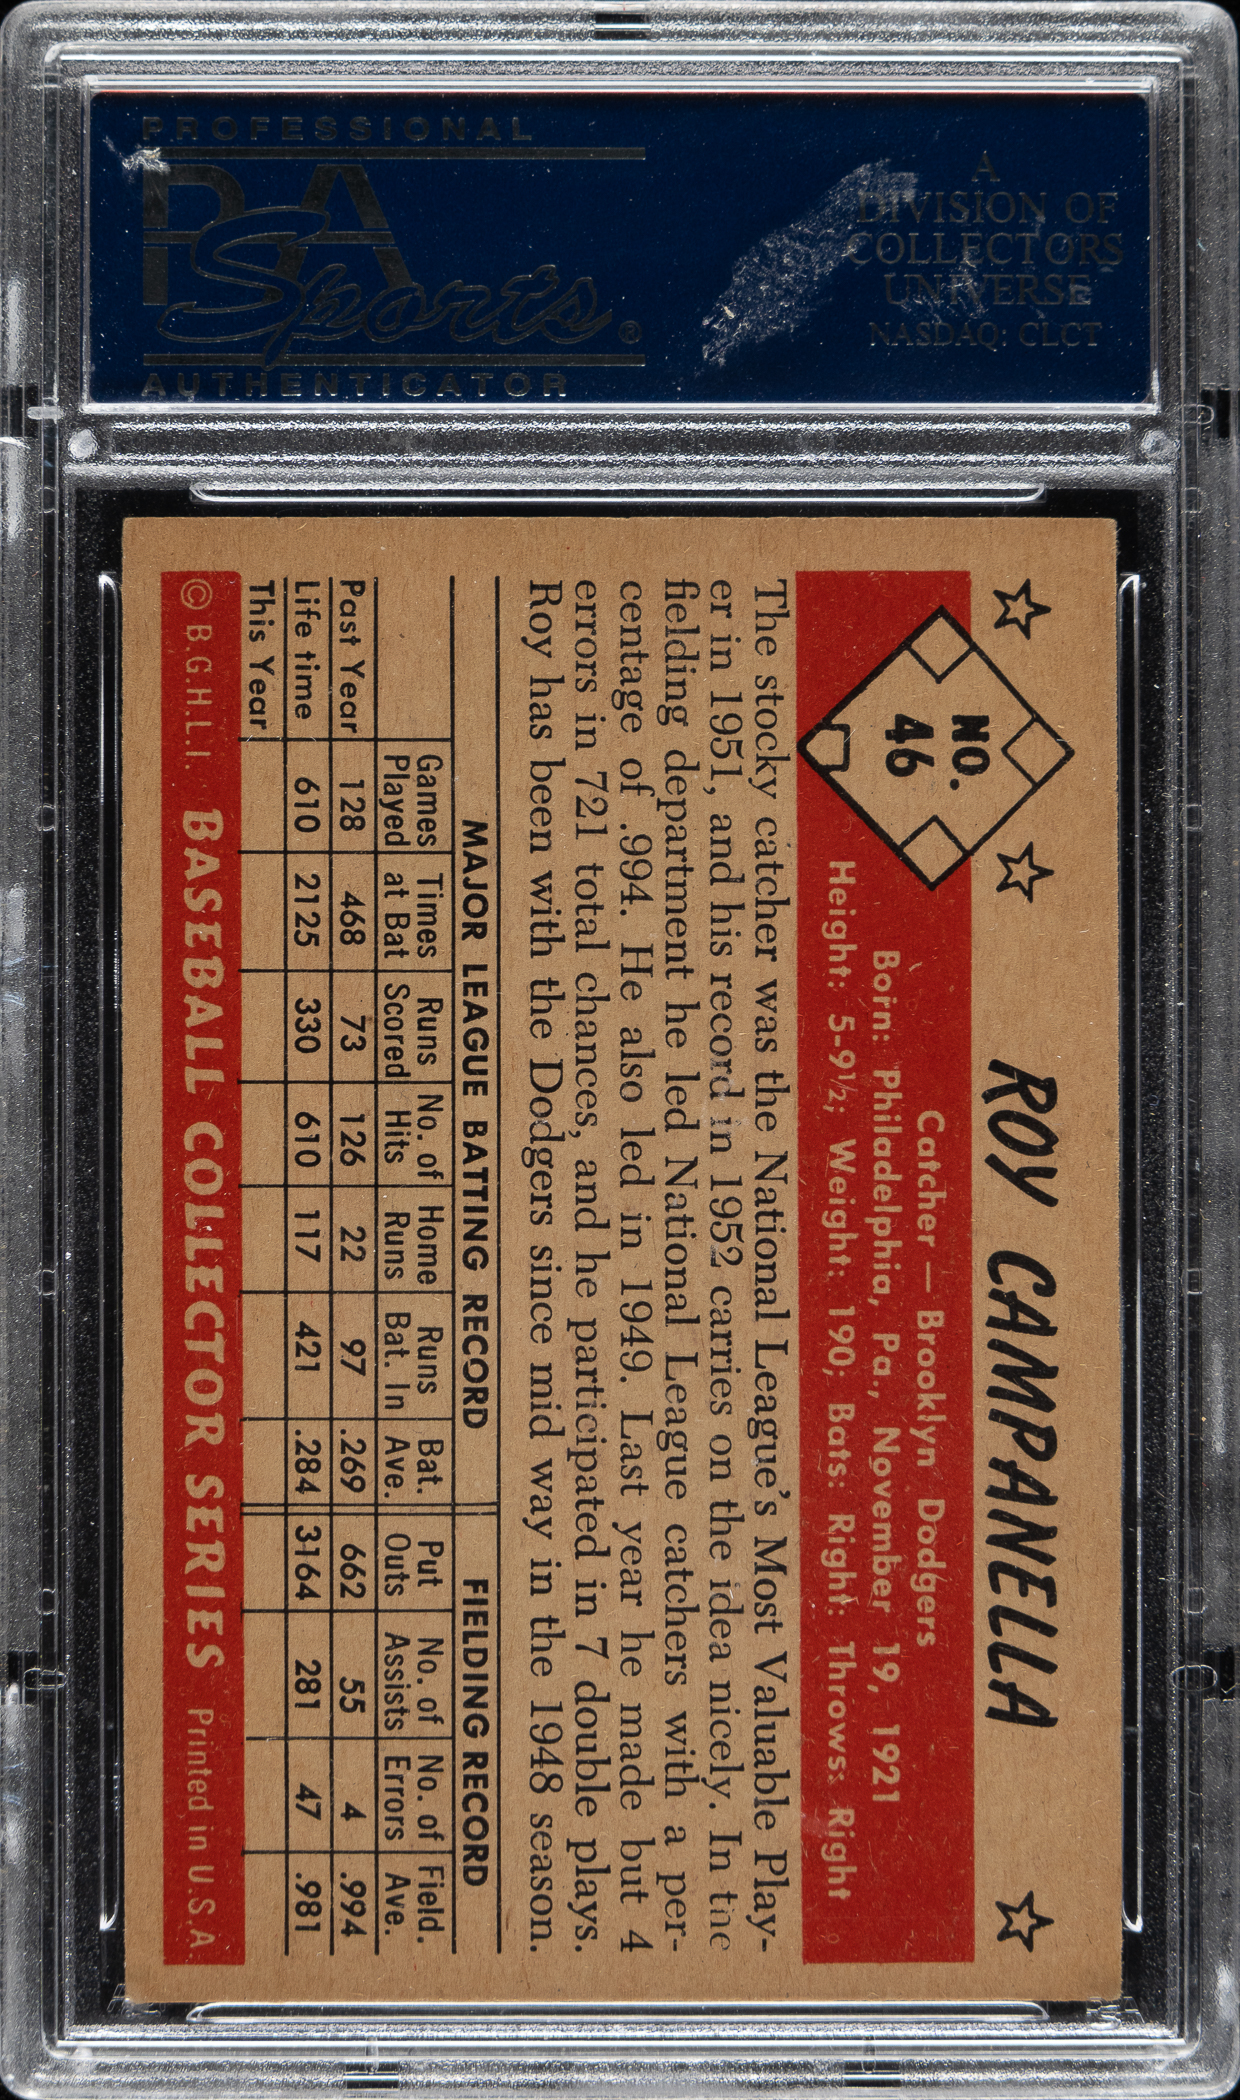 PROFESSIONAL
PSA
Sports®
AUTHENTICATOR
A
DIVISION OF
COLLECTORS
UNIVERSE
NASDAQ: CLCT
NO.
46
ROY CAMPANELLA
Catcher — Brooklyn Dodgers
Born: Philadelphia, Pa., November 19, 1921
Height: 5-9½; Weight: 190; Bats: Right: Throws: Right
The stocky catcher was the National League's Most Valuable Play-
er in 1951, and his record in 1952 carries on the idea nicely. In the
fielding department he led National League catchers with a per-
centage of .994. He also led in 1949. Last year he made but 4
errors in 721 total chances, and he participated in 7 double plays.
Roy has been with the Dodgers since mid way in the 1948 season.
MAJOR LEAGUE BATTING RECORD FIELDING RECORD
Games Times Runs No. of Home Runs Bat. Put No. of No. of Field.
Played at Bat Scored Hits Runs Bat. In Ave. Outs Assists Errors Ave.
Past Year 128 468 73 126 22 97 .269 662 55 4 .994
Life time 610 2125 330 610 117 421 .284 3164 281 47 .981
This Year
© B.G.H.L.I. BASEBALL COLLECTOR SERIES Printed in U.S.A.